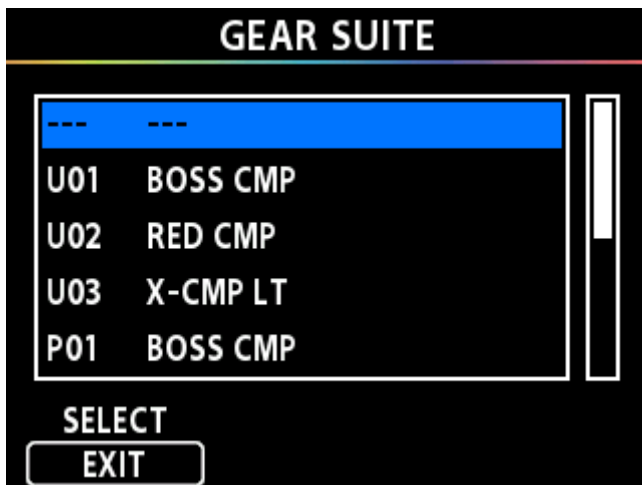 GEAR SUITE
--- ---
U01 BOSS CMP
U02 RED CMP
U03 X-CMP LT
P01 BOSS CMP
SELECT
EXIT